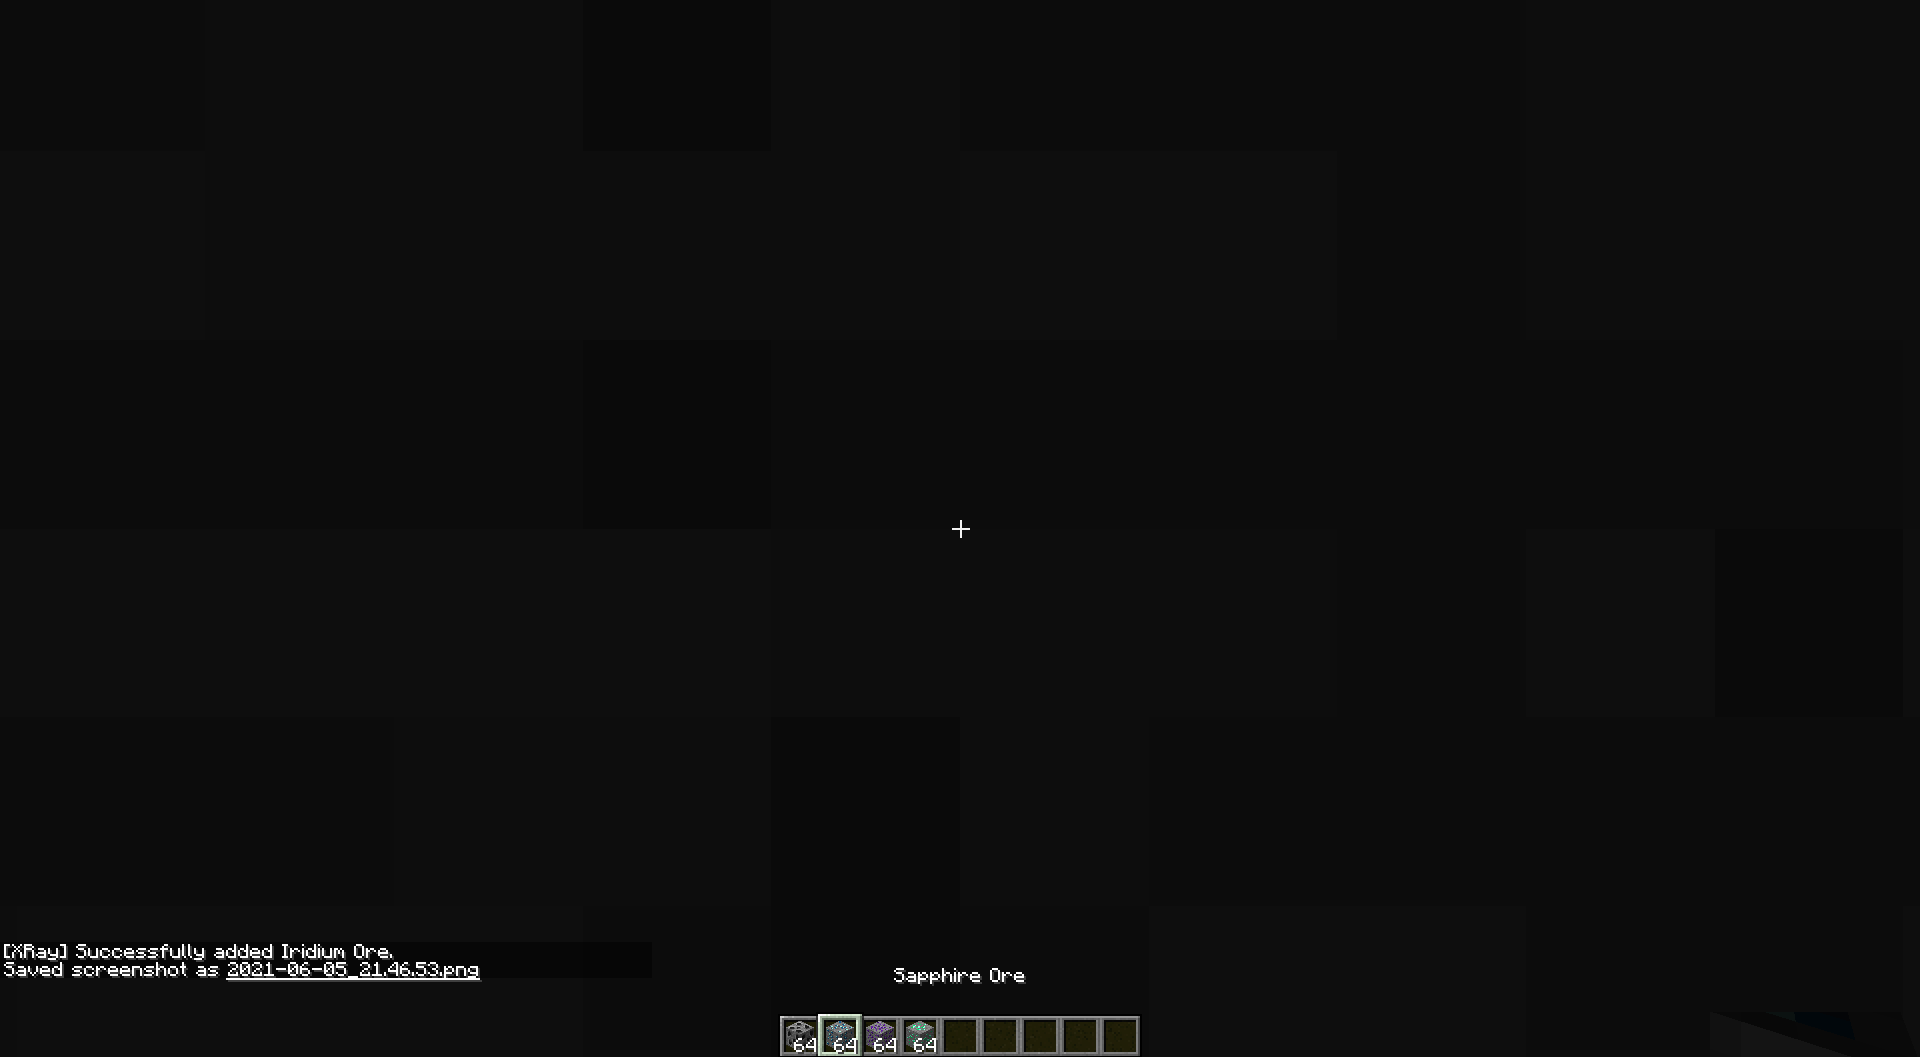 [XRay] Successfully added Iridium Ore.
Saved screenshot as 2021-06-05_21.46.53.png
Sapphire Ore
64 64 64 64